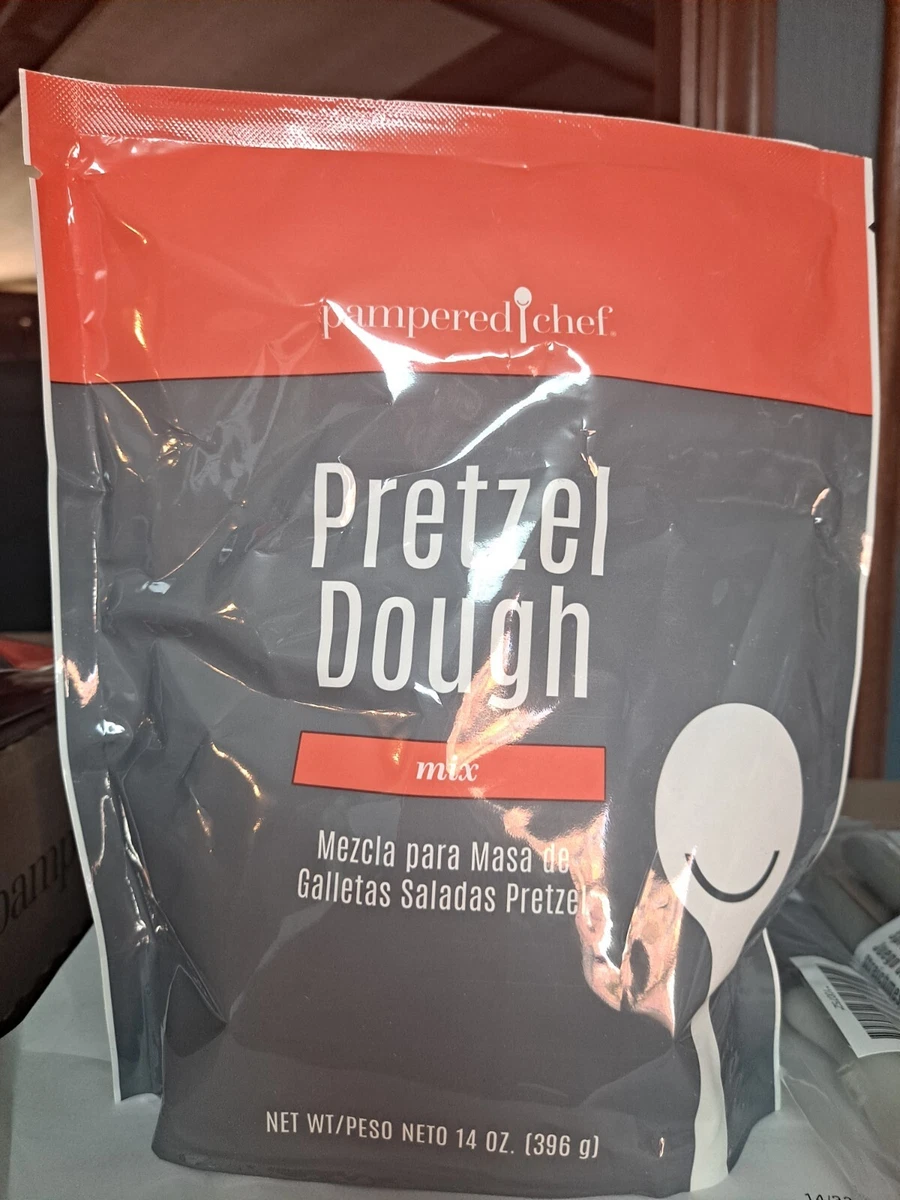 pampered chef®
Pretzel
Dough
mix
Mezcla para Masa de
Galletas Saladas Pretzel
NET WT/PESO NETO 14 OZ. (396 g)
pamp